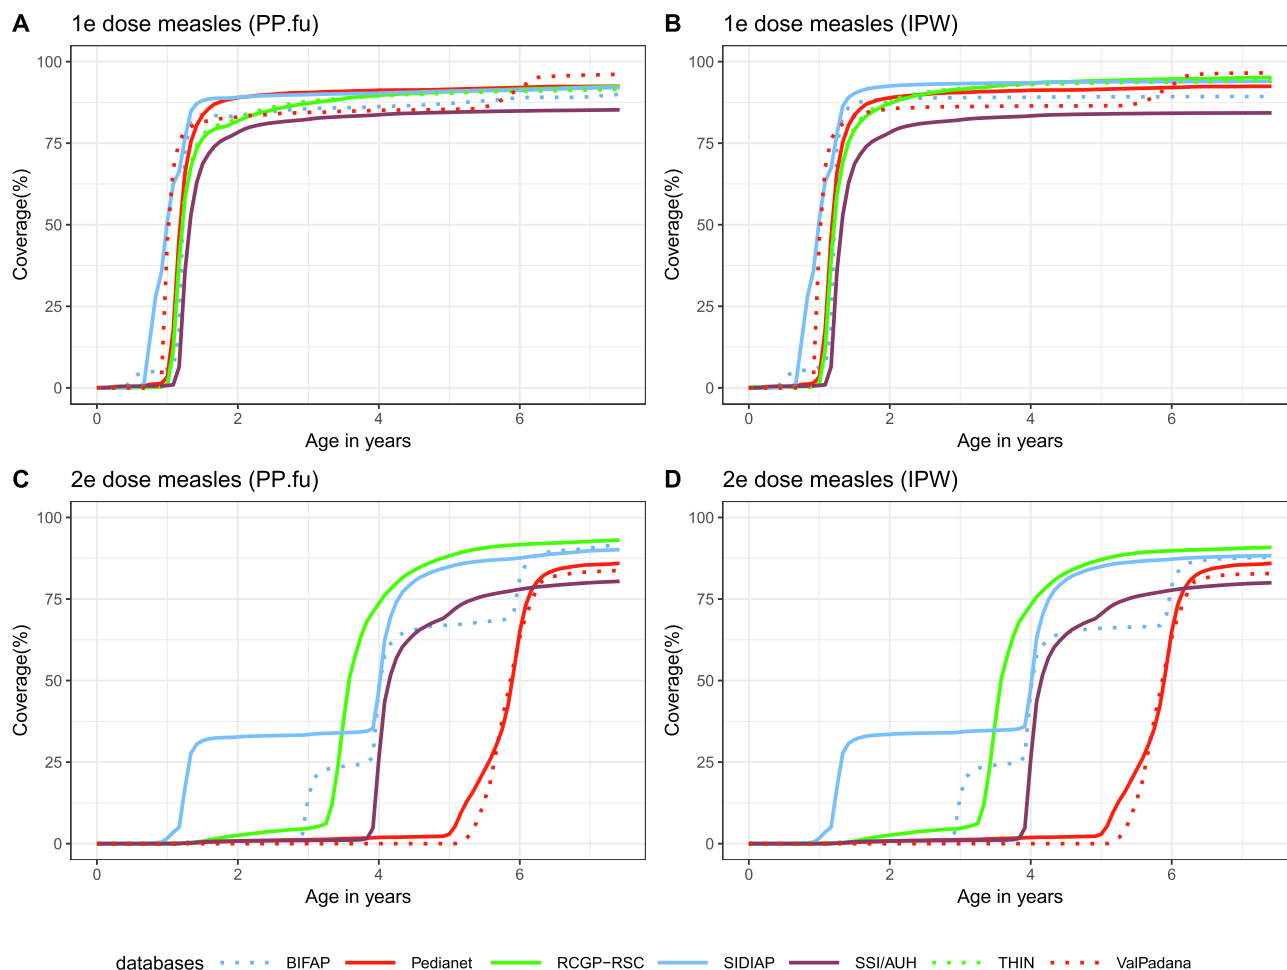 A 1e dose measles (PP.fu)
100
75
50
25
0
Coverage(%)
0 2 4 6
Age in years
B 1e dose measles (IPW)
100
75
50
25
0
Coverage(%)
0 2 4 6
Age in years
C 2e dose measles (PP.fu)
100
75
50
25
0
Coverage(%)
0 2 4 6
Age in years
D 2e dose measles (IPW)
100
75
50
25
0
Coverage(%)
0 2 4 6
Age in years
databases BIFAP Pedianet RCGP−RSC SIDIAP SSI/AUH THIN ValPadana